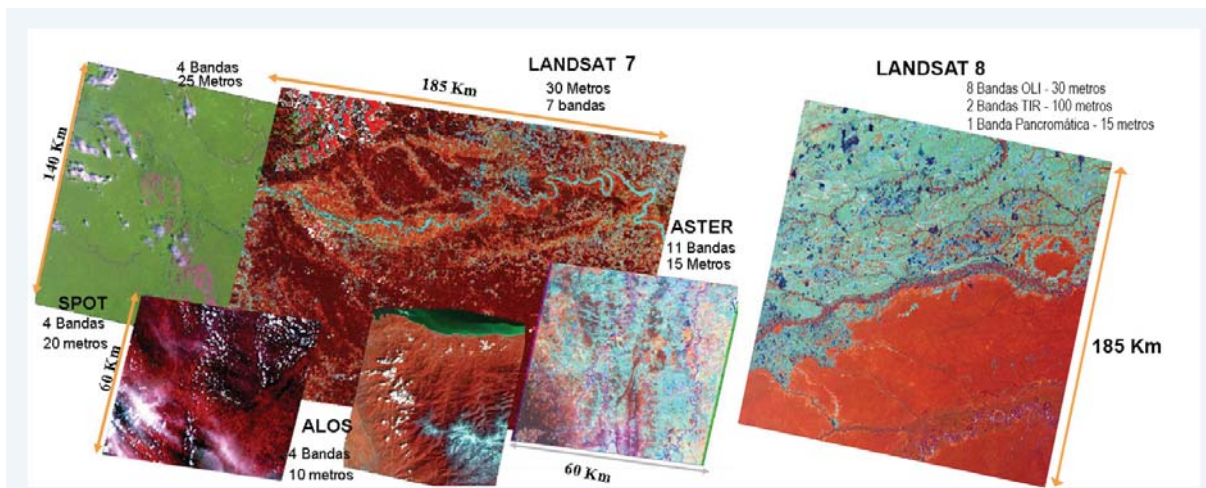 4 Bandas
25 Metros
140 Km
185 Km
LANDSAT 7
30 Metros
7 bandas
SPOT
4 Bandas
20 metros
60 Km
ALOS
4 Bandas
10 metros
ASTER
11 Bandas
15 Metros
60 Km
LANDSAT 8
8 Bandas OLI - 30 metros
2 Bandas TIR - 100 metros
1 Banda Pancromática - 15 metros
185 Km